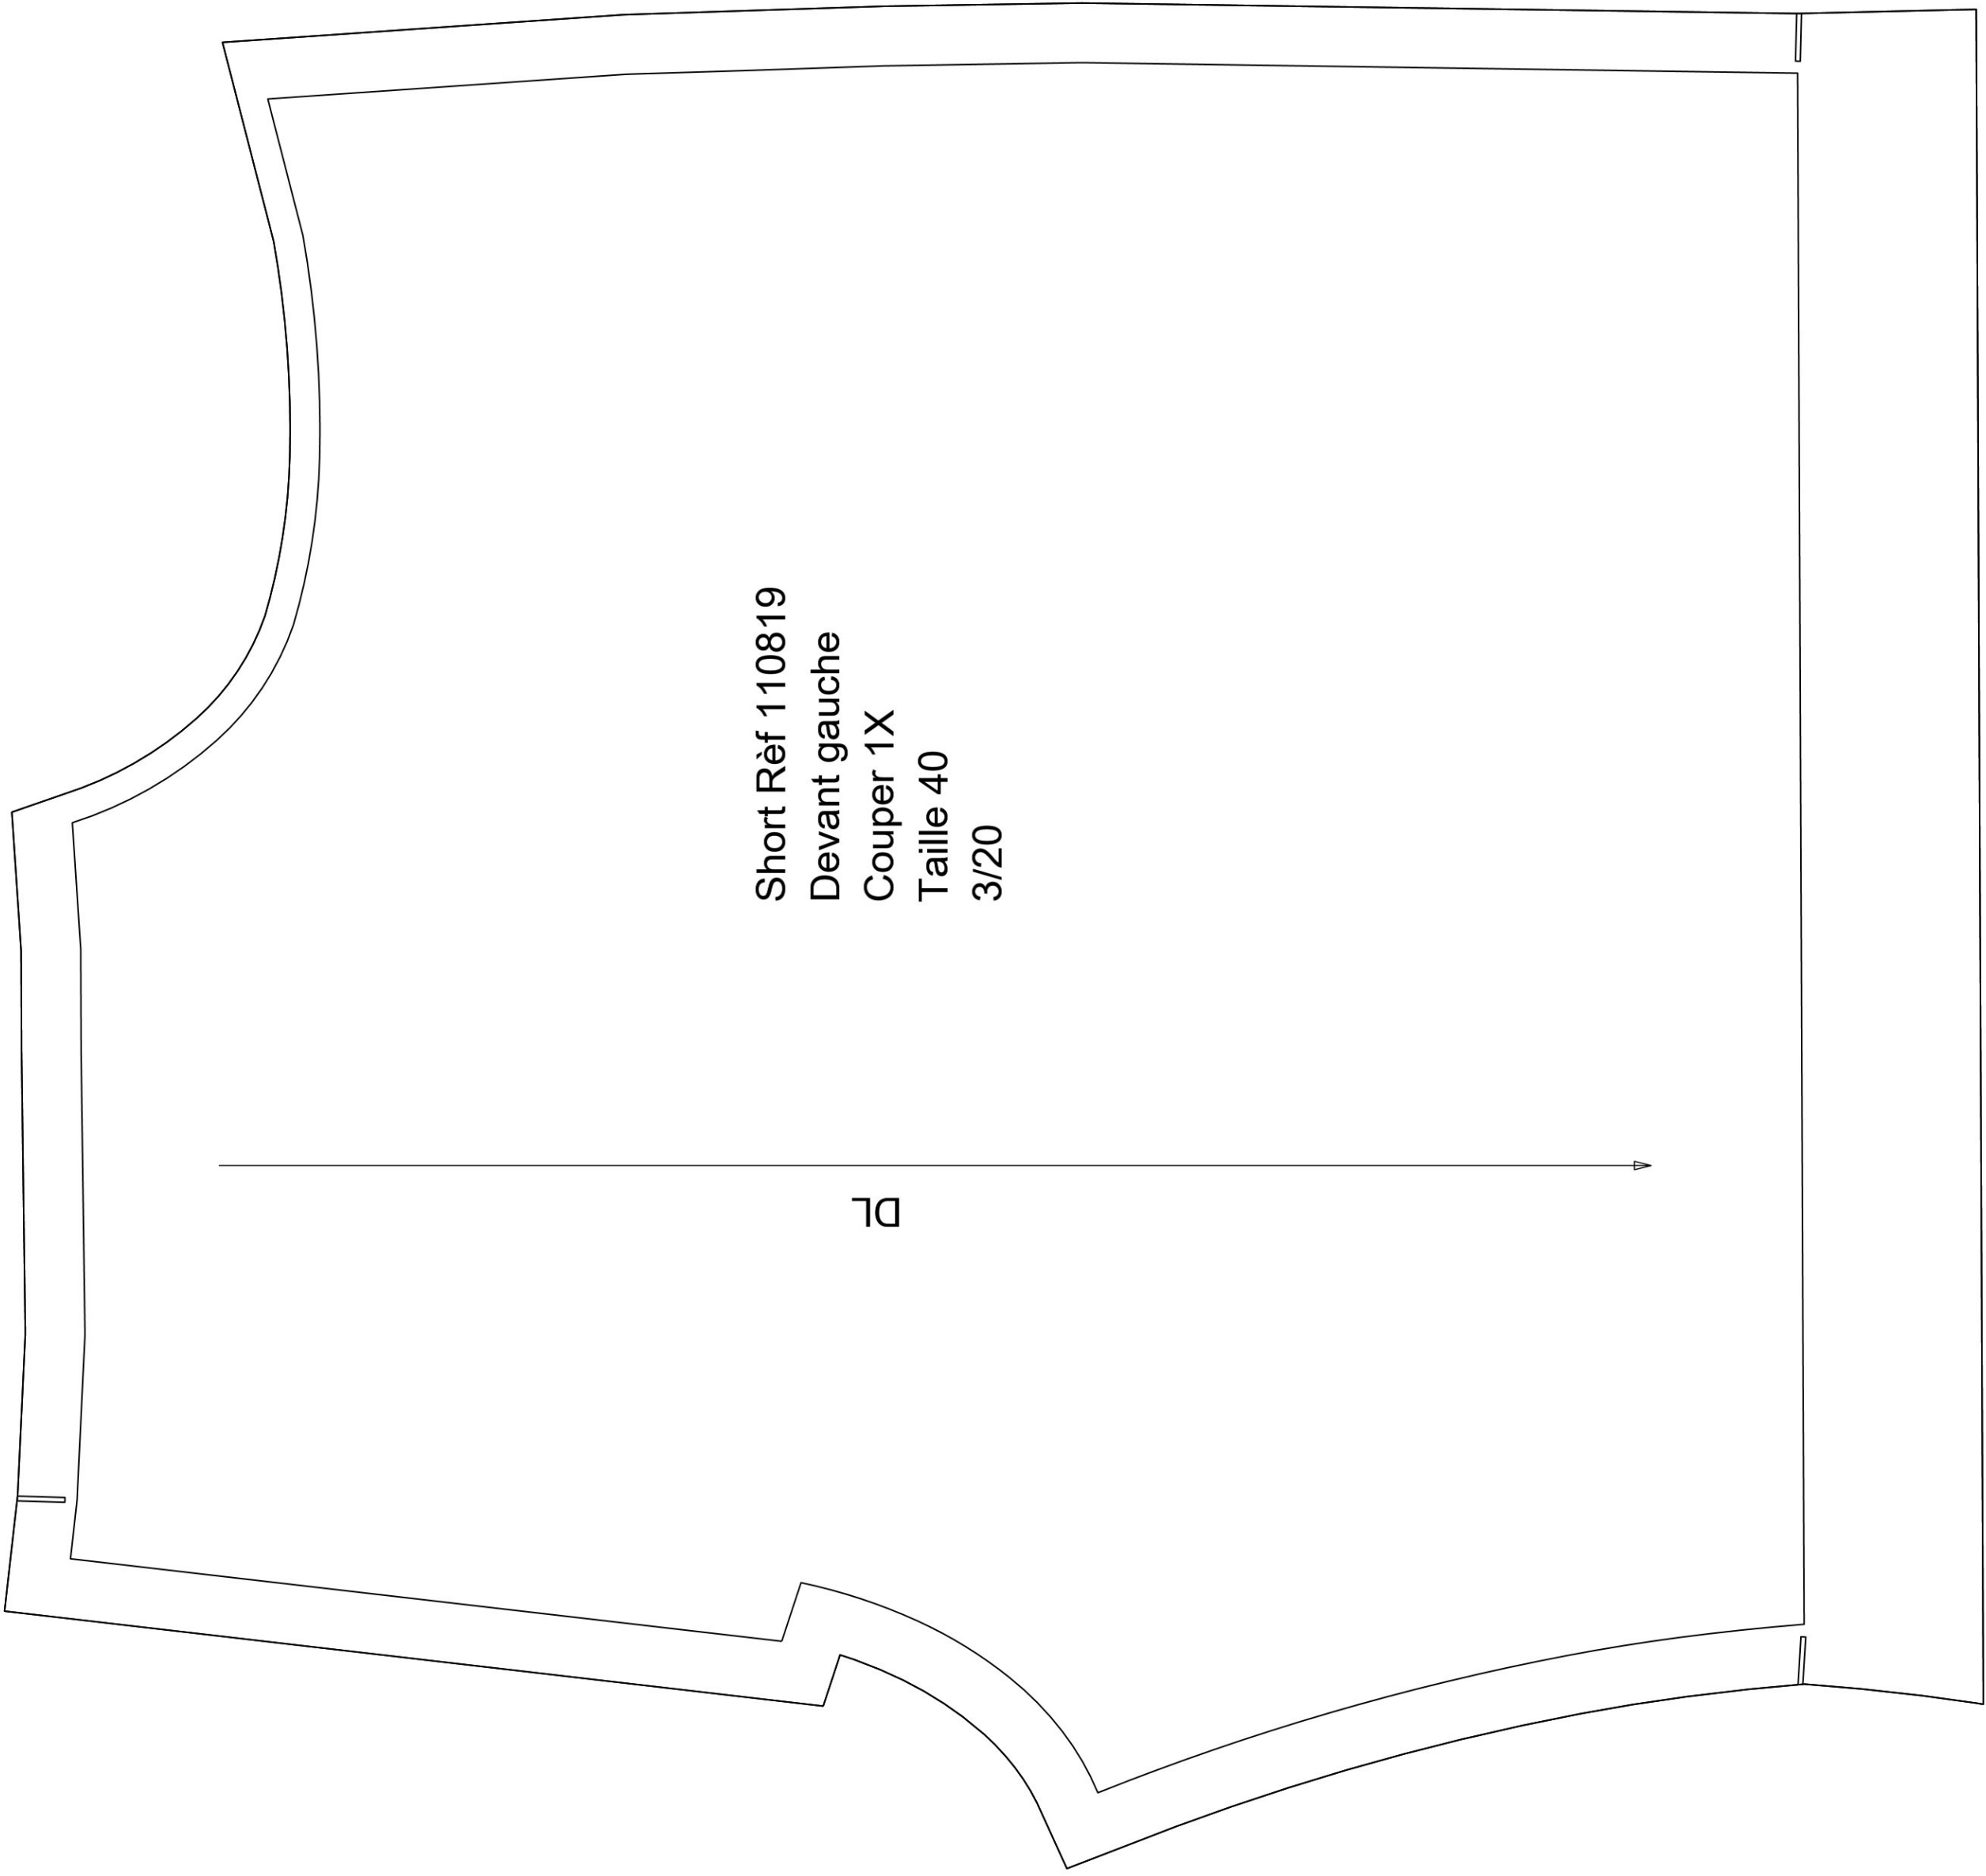 Short Rèf 110819
Devant gauche
Couper 1X
Taille 40
3/20
DL